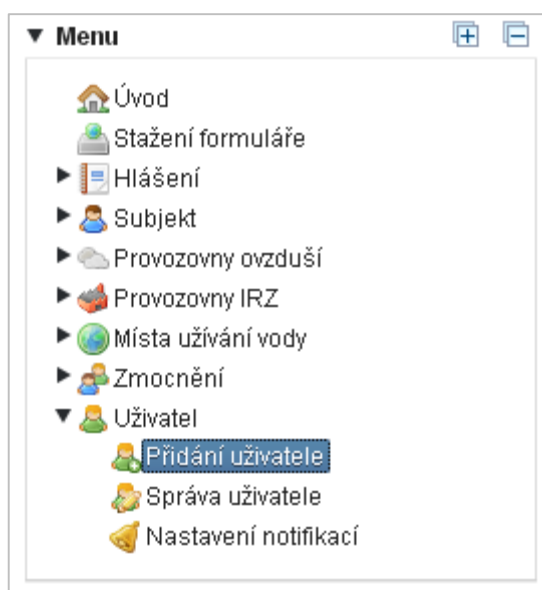 Menu
Úvod
Stažení formuláře
Hlášení
Subjekt
Provozovny ovzduší
Provozovny IRZ
Místa užívání vody
Zmocnění
Uživatel
Přidání uživatele
Správa uživatele
Nastavení notifikací